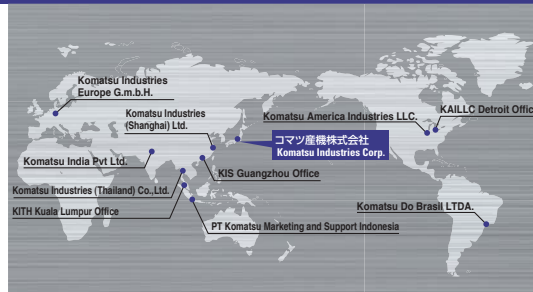 Komatsu Industries
Europe G.m.b.H.
Komatsu Industries
(Shanghai) Ltd.
Komatsu America Industries LLC.
KAILLC Detroit Offic
コマツ産機株式会社
Komatsu Industries Corp.
Komatsu India Pvt Ltd.
KIS Guangzhou Office
Komatsu Industries (Thailand) Co.,Ltd.
KITH Kuala Lumpur Office
Komatsu Do Brasil LTDA.
PT Komatsu Marketing and Support Indonesia